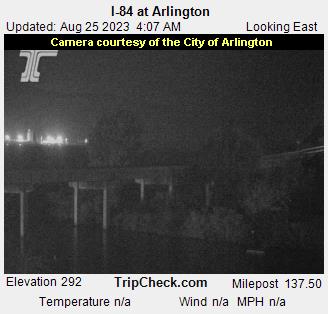 I-84 at Arlington
Updated: Aug 25 2023 4:07 AM Looking East
Camera courtesy of the City of Arlington
Elevation 292 TripCheck.com Milepost 137.50
Temperature n/a Wind n/a MPH n/a